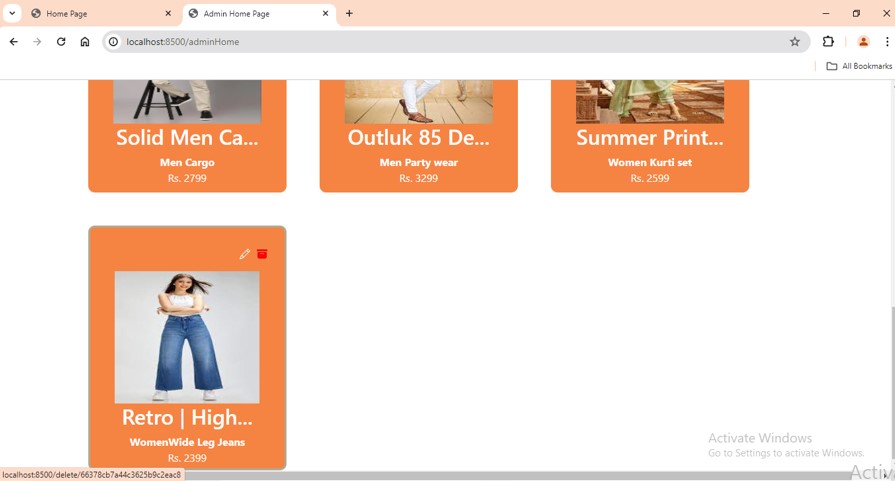 Home Page
Admin Home Page
localhost:8500/adminHome
All Bookmarks
Solid Men Ca...
Outluk 85 De...
Summer Print...
Men Cargo
Men Party wear
Women Kurti set
Rs. 2799
Rs. 3299
Rs. 2599
Retro | High...
WomenWide Leg Jeans
Rs. 2399
Activate Windows
Go to Settings to activate Windows.
localhost:8500/delete/66378cb7a44c3625b9c2eac8